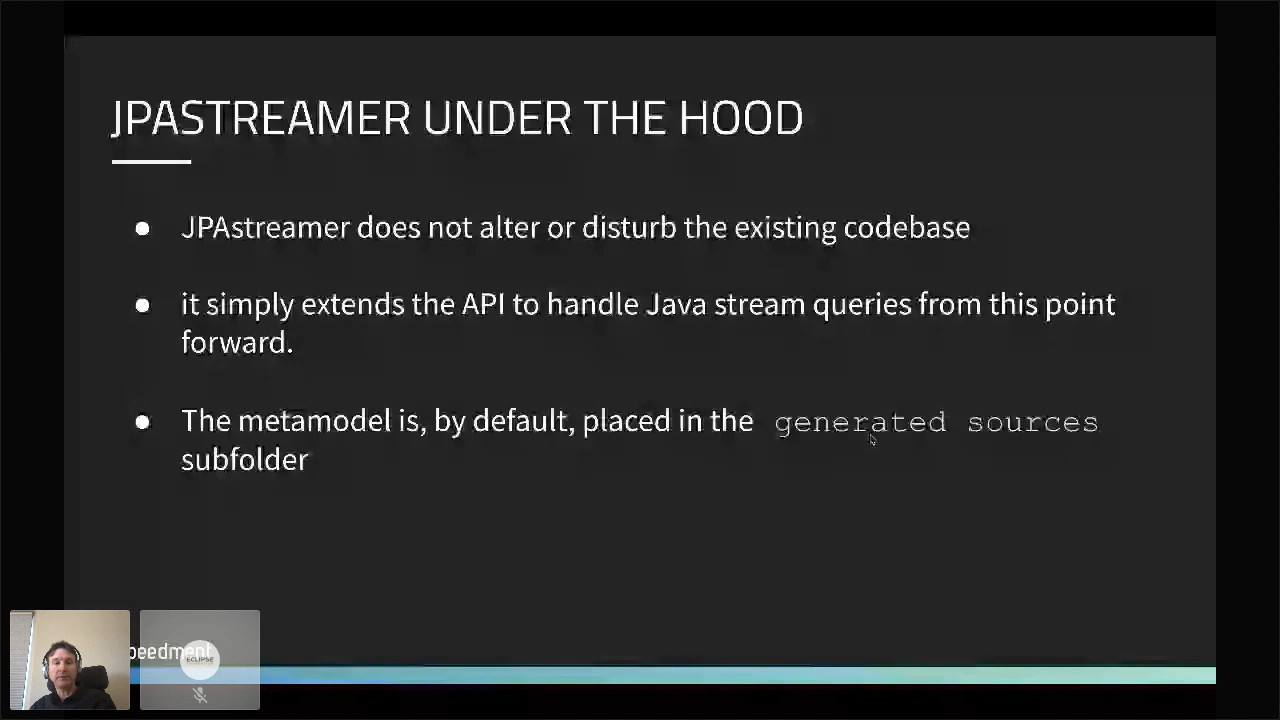 JPASTREAMER UNDER THE HOOD
● JPAstreamer does not alter or disturb the existing codebase
● it simply extends the API to handle Java stream queries from this point
forward.
● The metamodel is, by default, placed in the generated sources
subfolder
peedment
ECLIPSE